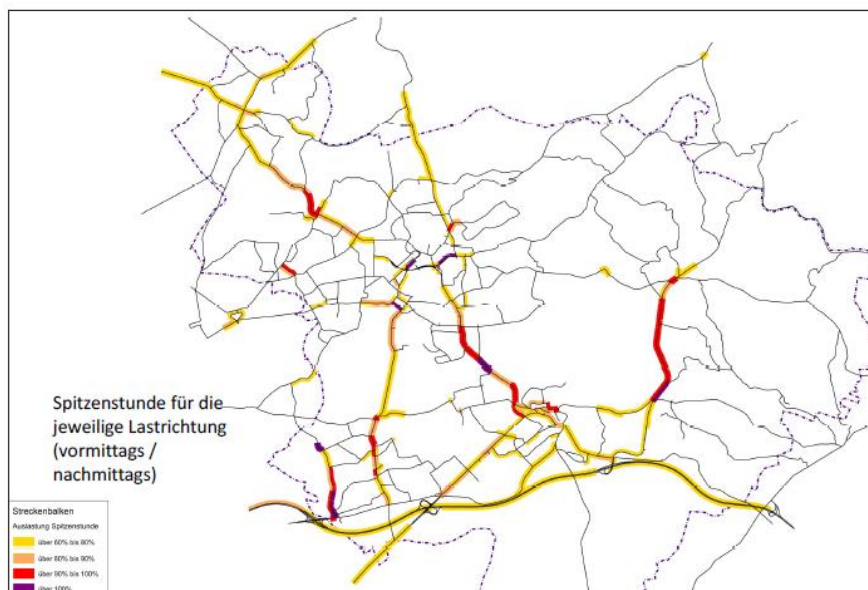 Spitzenstunde für die
jeweilige Lastrichtung
(vormittags /
nachmittags)
Streckenbalken
Auslastung Spitzenstunde
über 60% bis 80%
über 80% bis 90%
über 90% bis 100%
über 100%